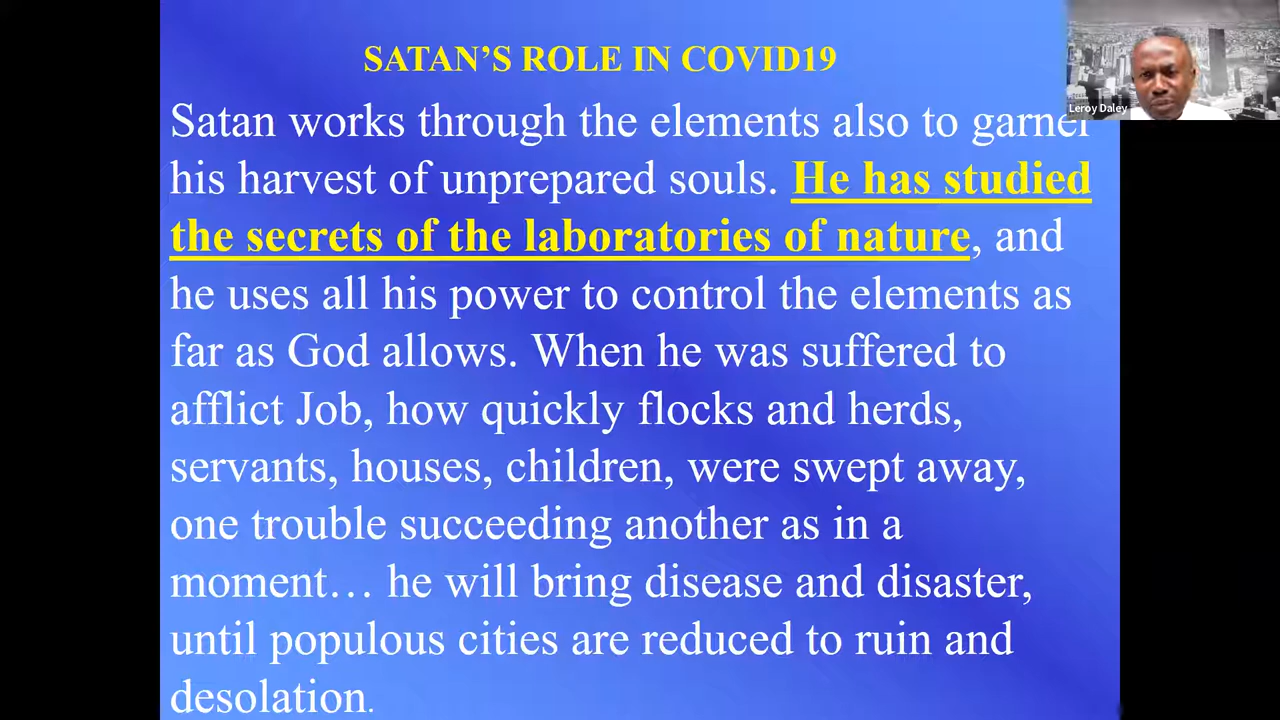 SATAN'S ROLE IN COVID19
Leroy Daley
Satan works through the elements also to garner
his harvest of unprepared souls. He has studied
the secrets of the laboratories of nature, and
he uses all his power to control the elements as
far as God allows. When he was suffered to
afflict Job, how quickly flocks and herds,
servants, houses, children, were swept away,
one trouble succeeding another as in a
moment… he will bring disease and disaster,
until populous cities are reduced to ruin and
desolation.